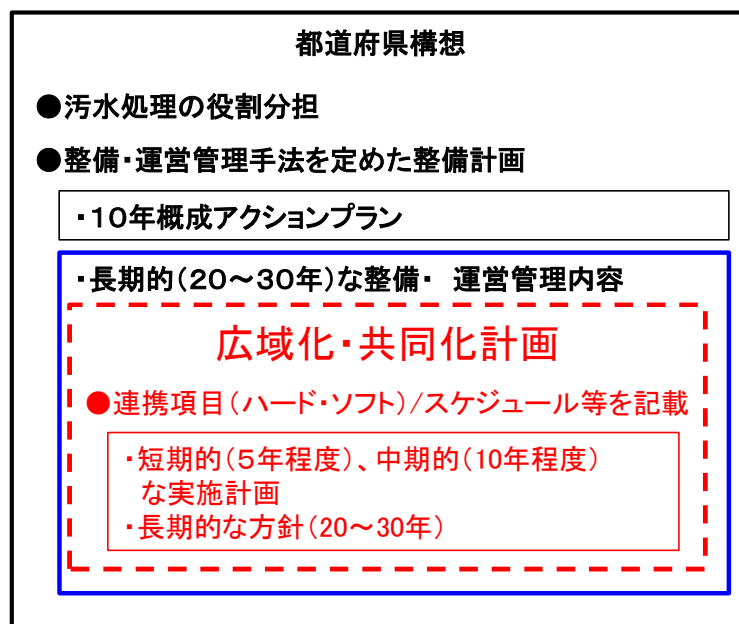 都道府県構想
●汚水処理の役割分担
●整備・運営管理手法を定めた整備計画
・１０年概成アクションプラン
・長期的（２０～３０年）な整備・ 運営管理内容
広域化・共同化計画
●連携項目（ハード・ソフト）/スケジュール等を記載
・短期的（５年程度）、中期的（10年程度）
な実施計画
・長期的な方針（20～30年）